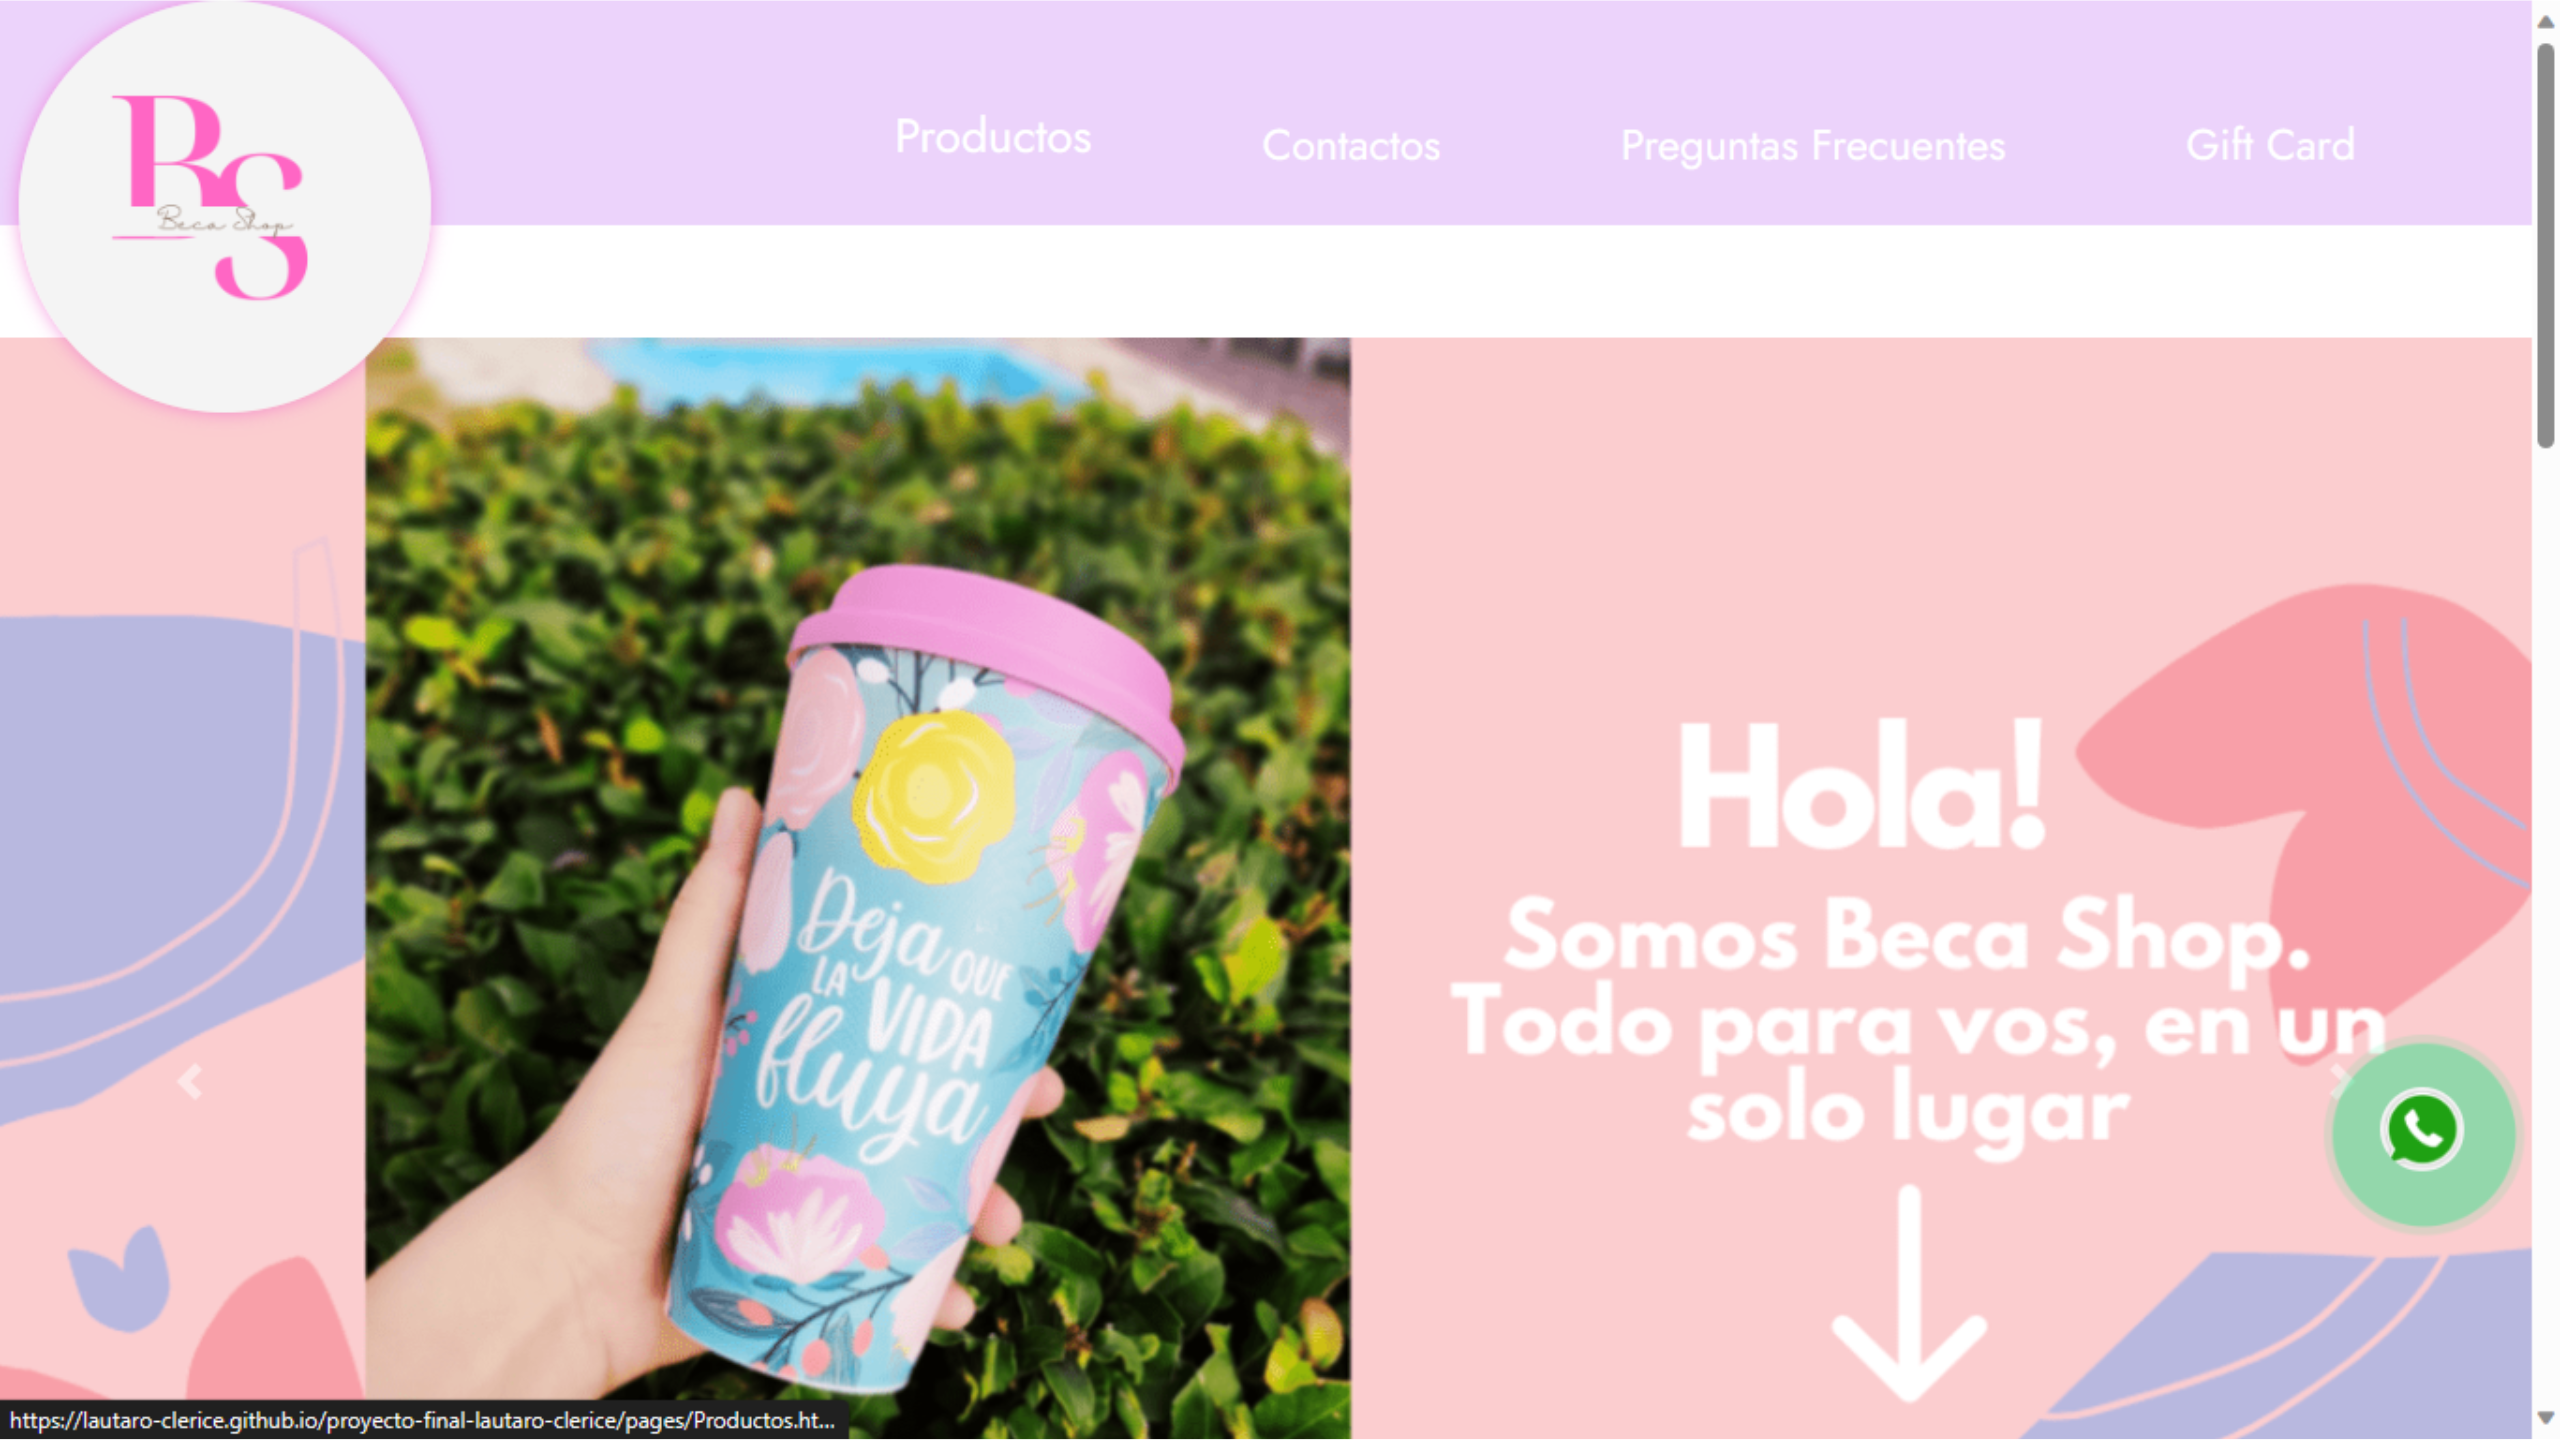 BS
Beca Shop
Productos
Contactos
Preguntas Frecuentes
Gift Card
Deja QUE
LA VIDA
fluya
Hola!
Somos Beca Shop.
Todo para vos, en un
solo lugar
https://lautaro-clerice.github.io/proyecto-final-lautaro-clerice/pages/Productos.ht...